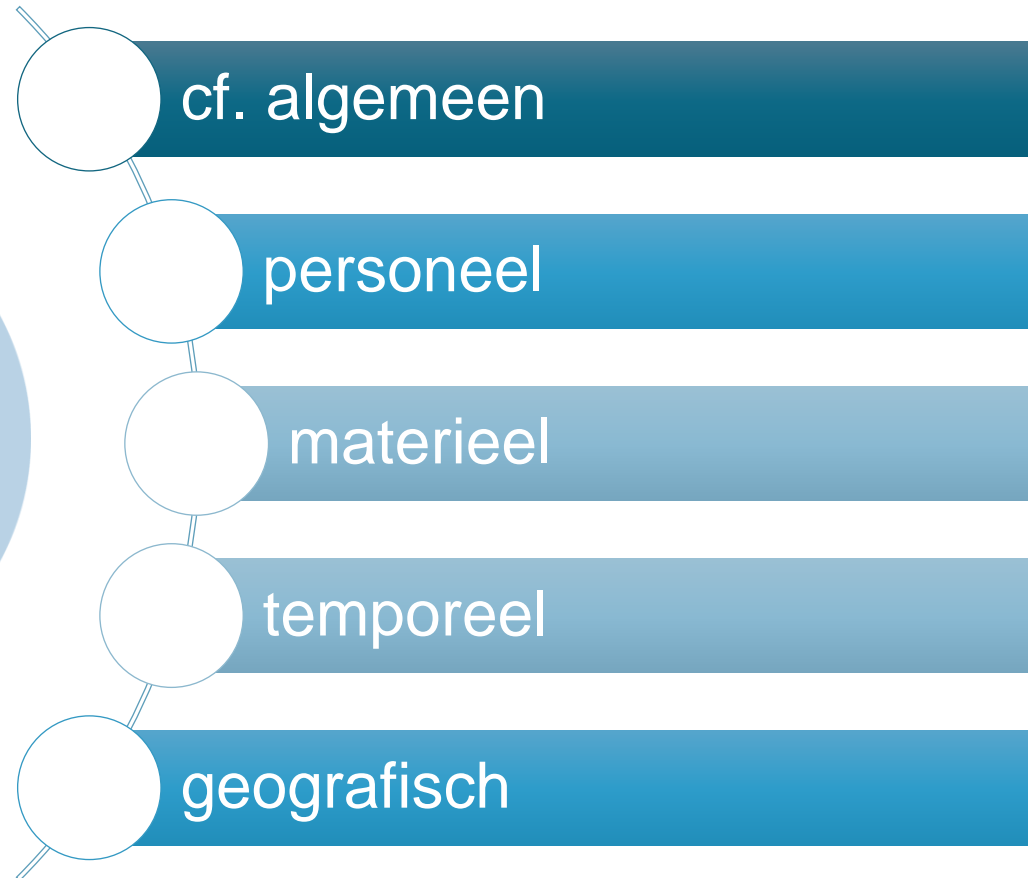 cf. algemeen
personeel
materieel
temporeel
geografisch